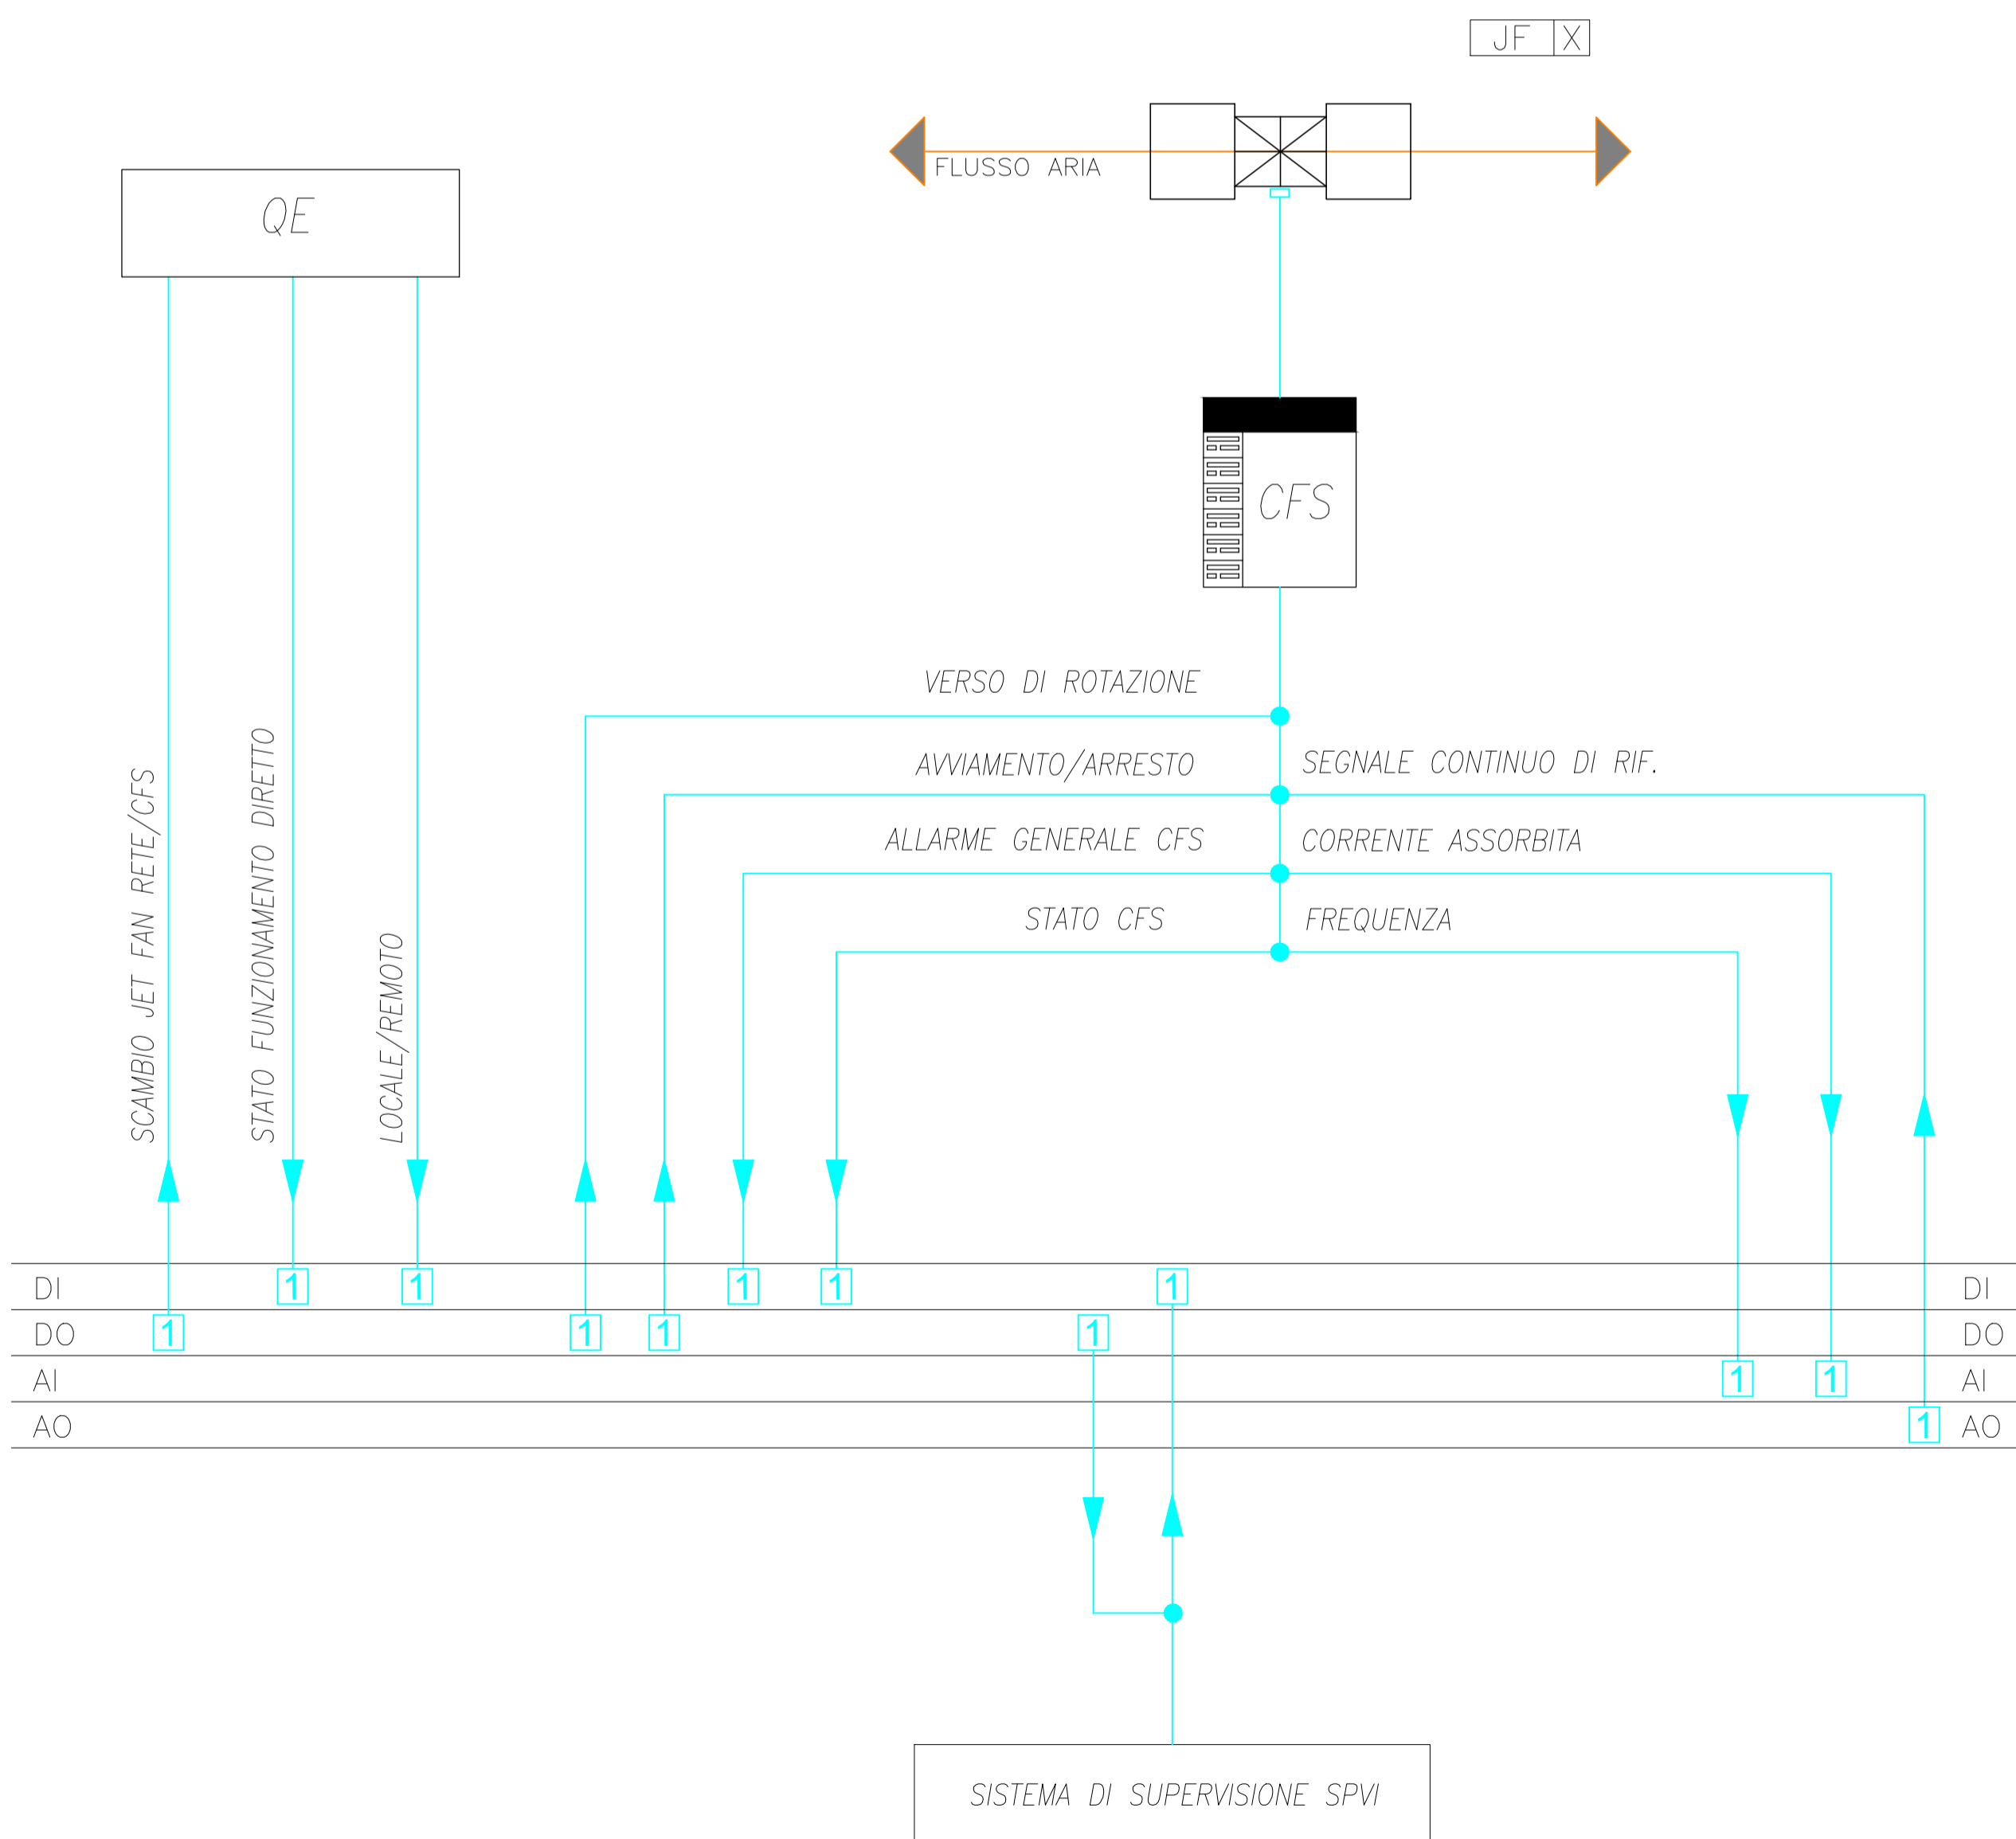 JF X
FLUSSO ARIA
QE
CFS
VERSO DI ROTAZIONE
AVVIAMENTO/ARRESTO
SEGNALE CONTINUO DI RIF.
ALLARME GENERALE CFS
CORRENTE ASSORBITA
STATO CFS
FREQUENZA
SCAMBIO JET FAN RETE/CFS
STATO FUNZIONAMENTO DIRETTO
LOCALE/REMOTO
DI 1 1 1 1 1 DI
DO 1 1 1 1 DO
AI 1 1 AI
AO 1 AO
SISTEMA DI SUPERVISIONE SPVI